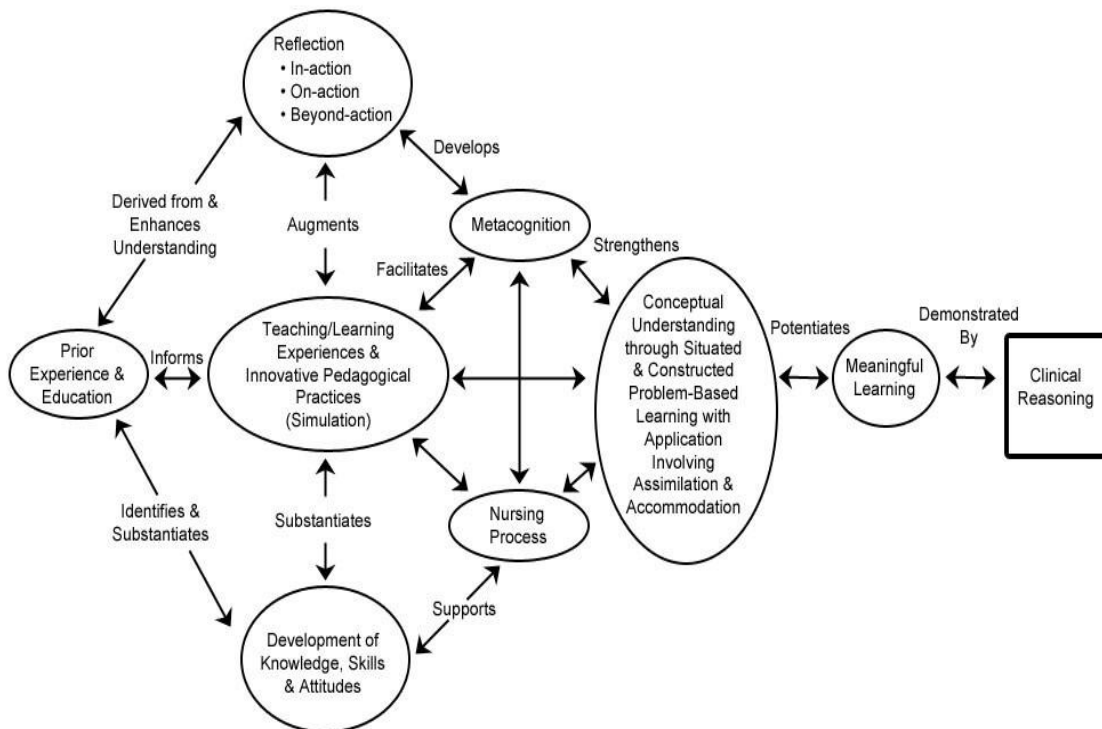 Reflection
• In-action
• On-action
• Beyond-action
Develops
Derived from &
Enhances
Understanding
Augments
Metacognition
Strengthens
Facilitates
Prior
Experience &
Education
Informs
Teaching/Learning
Experiences &
Innovative Pedagogical
Practices
(Simulation)
Conceptual
Understanding
through Situated
& Constructed
Problem-Based
Learning with
Application
Involving
Assimilation &
Accommodation
Potentiates
Meaningful
Learning
Demonstrated
By
Clinical
Reasoning
Identifies &
Substantiates
Substantiates
Nursing
Process
Supports
Development of
Knowledge, Skills
& Attitudes